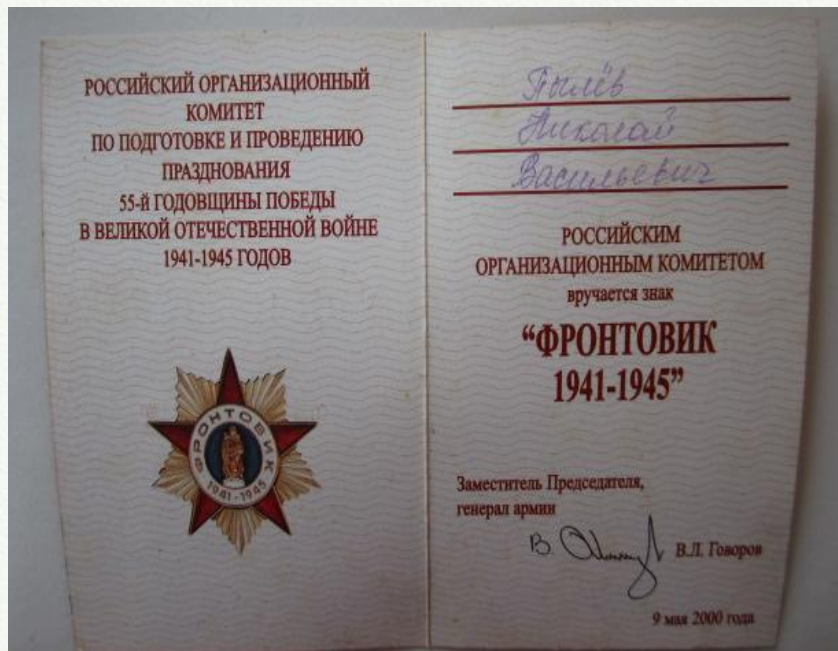 РОССИЙСКИЙ ОРГАНИЗАЦИОННЫЙ
КОМИТЕТ
ПО ПОДГОТОВКЕ И ПРОВЕДЕНИЮ
ПРАЗДНОВАНИЯ
55-й ГОДОВЩИНЫ ПОБЕДЫ
В ВЕЛИКОЙ ОТЕЧЕСТВЕННОЙ ВОЙНЕ
1941-1945 ГОДОВ
ФРОНТОВИК
1941-1945
Пылёв
Николай
Васильевич
РОССИЙСКИМ
ОРГАНИЗАЦИОННЫМ КОМИТЕТОМ
вручается знак
“ФРОНТОВИК
1941-1945”
Заместитель Председателя,
генерал армии
В.Л. Говоров
9 мая 2000 года